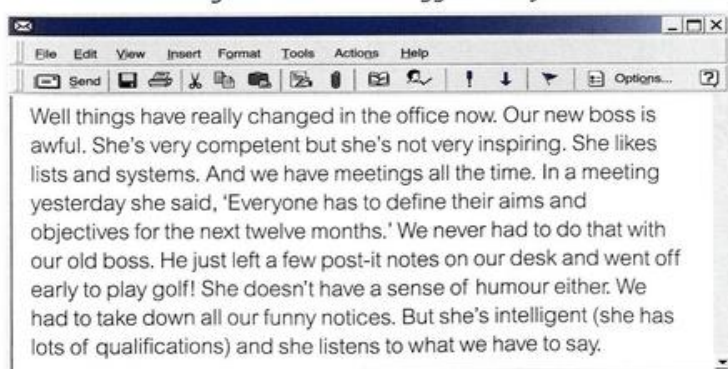 File Edit View Insert Format Tools Actions Help
Send Options...
Well things have really changed in the office now. Our new boss is
awful. She's very competent but she's not very inspiring. She likes
lists and systems. And we have meetings all the time. In a meeting
yesterday she said, 'Everyone has to define their aims and
objectives for the next twelve months.' We never had to do that with
our old boss. He just left a few post-it notes on our desk and went off
early to play golf! She doesn't have a sense of humour either. We
had to take down all our funny notices. But she's intelligent (she has
lots of qualifications) and she listens to what we have to say.